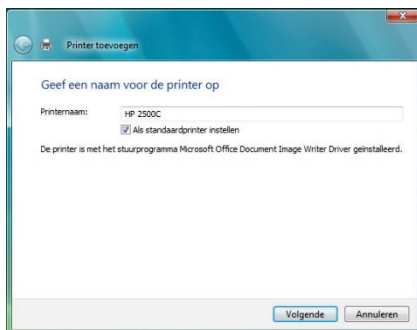 Printer toevoegen
Geef een naam voor de printer op
Printernaam: HP 2500C
Als standaardprinter instellen
De printer is met het stuurprogramma Microsoft Office Document Image Writer Driver geïnstalleerd.
Volgende Annuleren